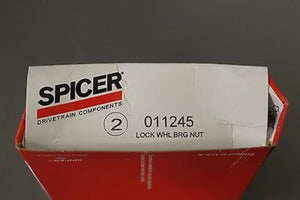 SPICER
DRIVETRAIN COMPONENTS
2
011245
LOCK WHL BRG NUT